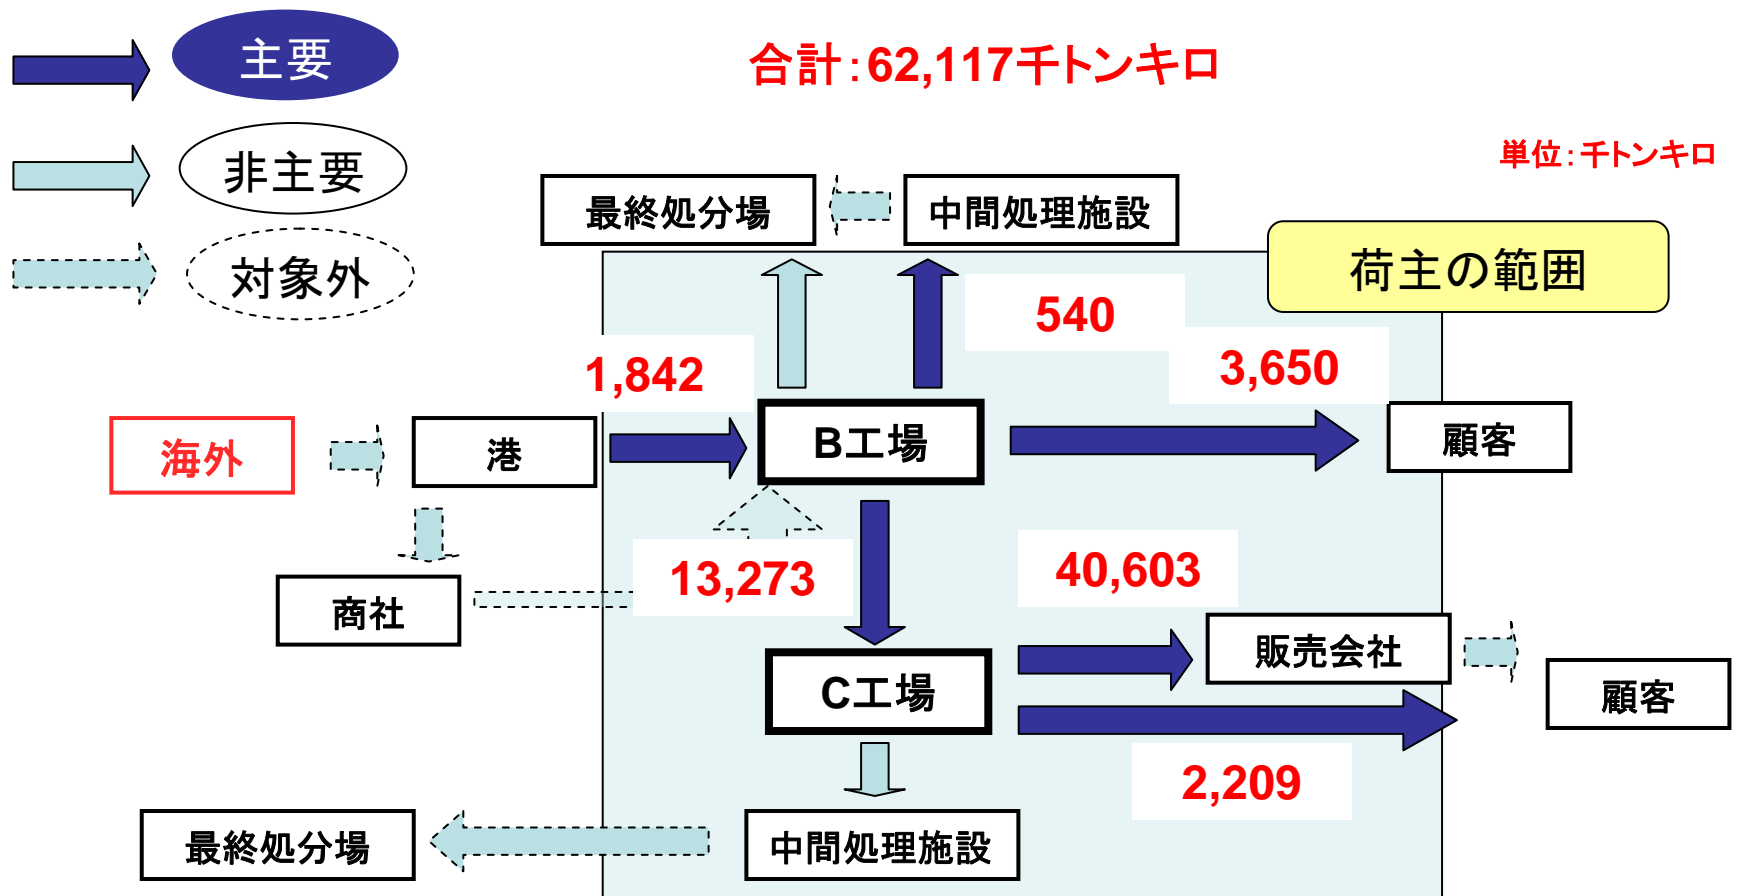 主要
合計：62,117千トンキロ
非主要
単位：千トンキロ
対象外
最終処分場
中間処理施設
荷主の範囲
540
1,842
3,650
海外
港
B工場
顧客
商社
13,273
40,603
C工場
販売会社
顧客
2,209
最終処分場
中間処理施設